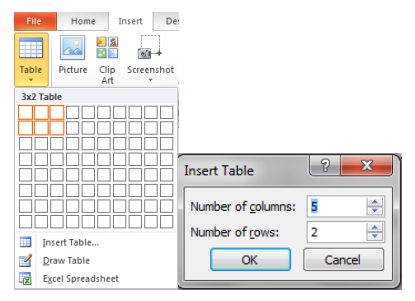 File Home Insert Des
Table Picture Clip Art Screenshot
3x2 Table
Insert Table...
Draw Table
Excel Spreadsheet
Insert Table
Number of columns: 5
Number of rows: 2
OK Cancel